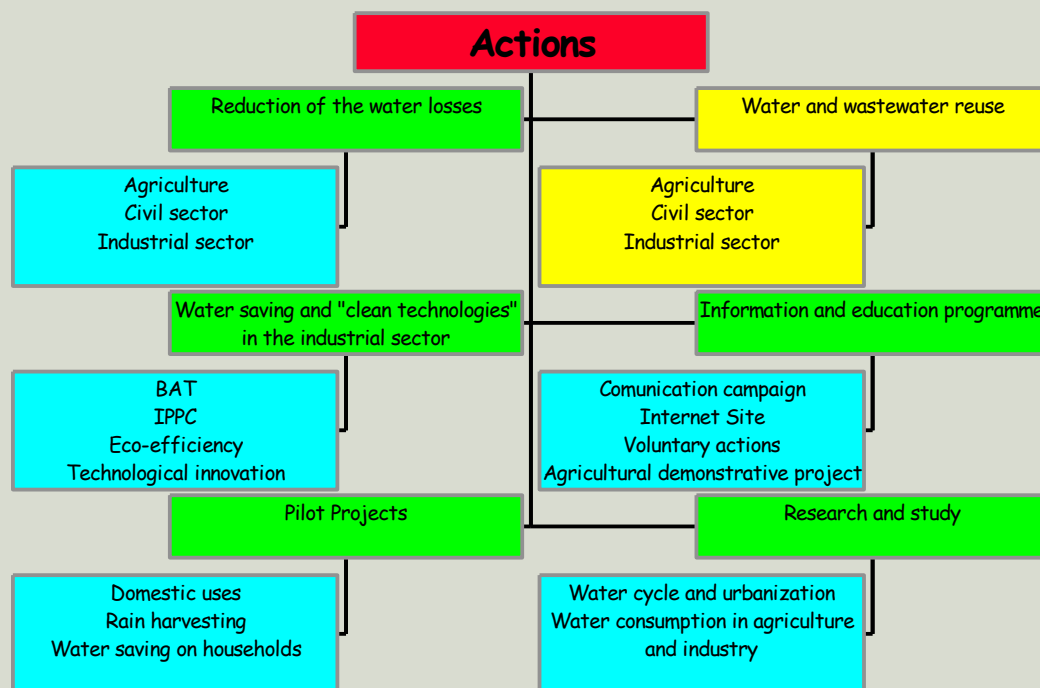 Actions
Reduction of the water losses
Water and wastewater reuse
Agriculture
Civil sector
Industrial sector
Agriculture
Civil sector
Industrial sector
Water saving and "clean technologies"
in the industrial sector
Information and education programme
BAT
IPPC
Eco-efficiency
Technological innovation
Comunication campaign
Internet Site
Voluntary actions
Agricultural demonstrative project
Pilot Projects
Research and study
Domestic uses
Rain harvesting
Water saving on households
Water cycle and urbanization
Water consumption in agriculture
and industry